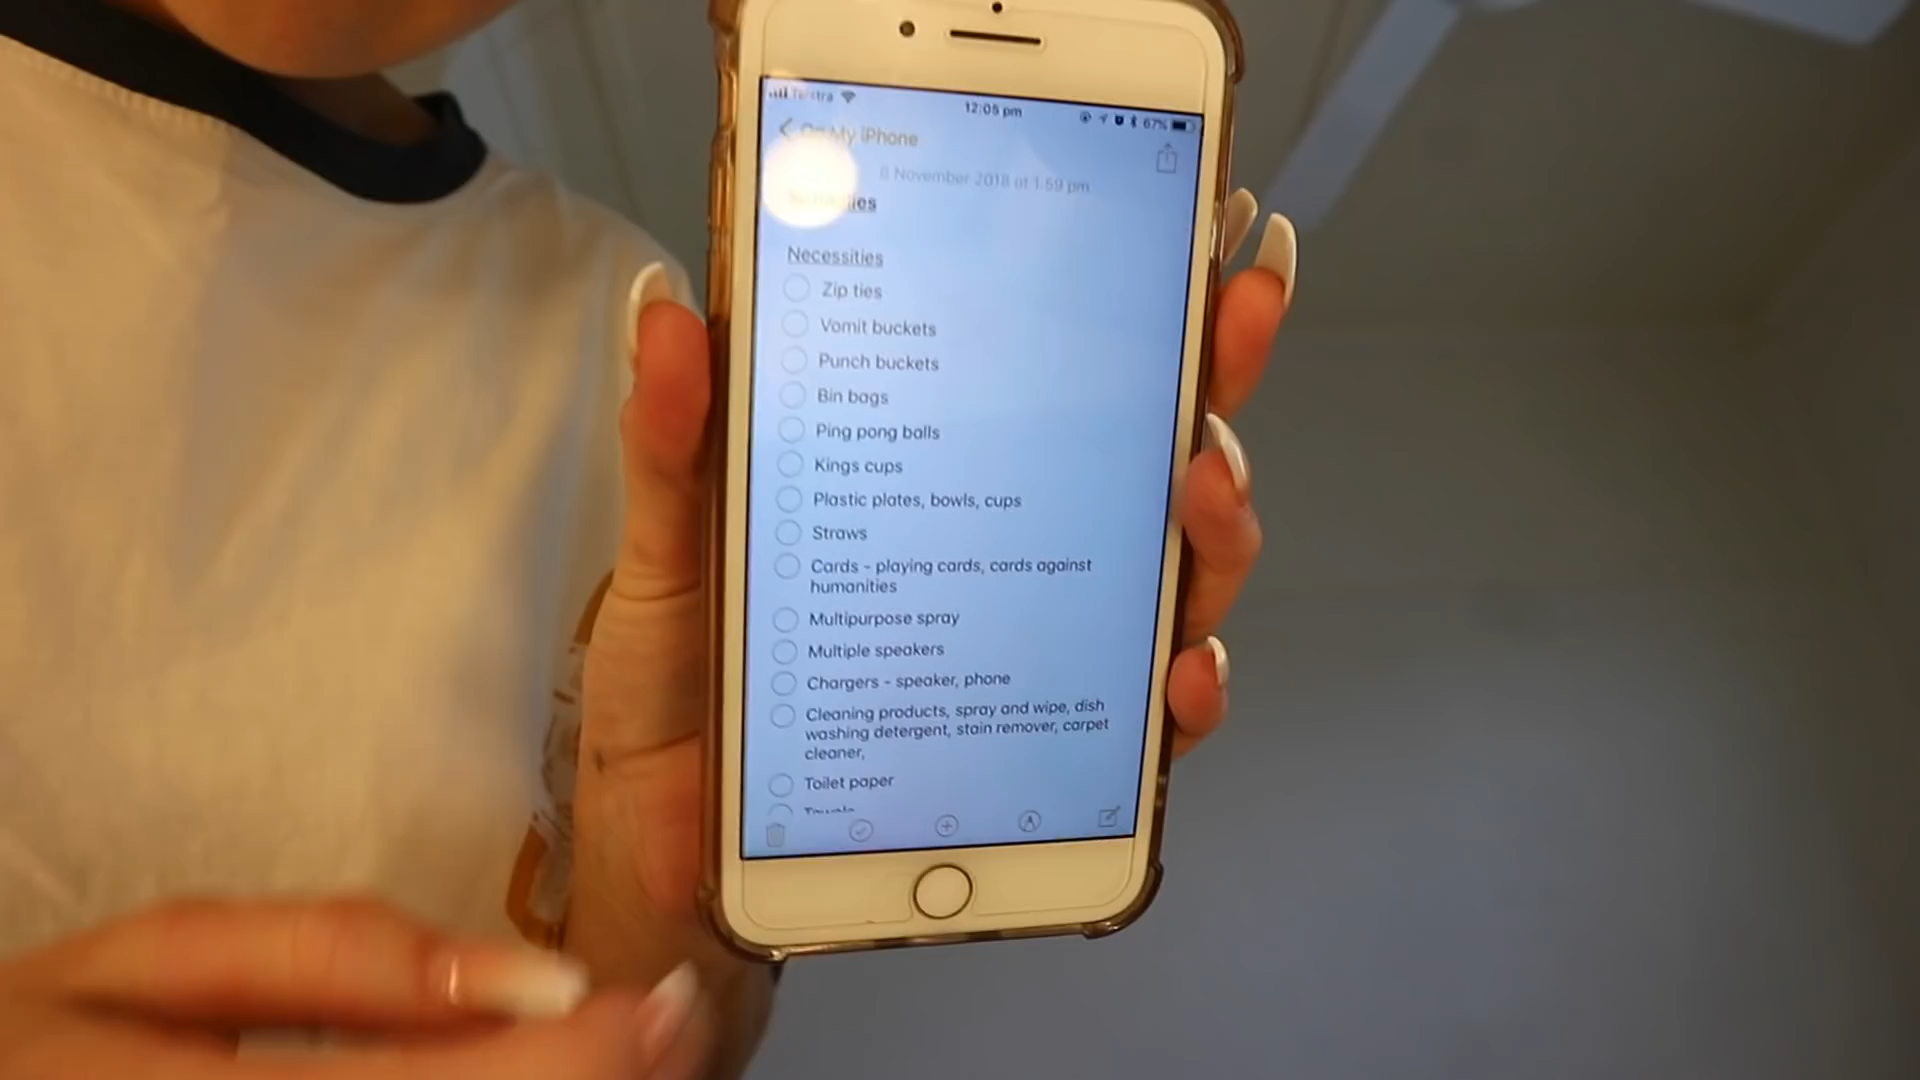 Telstra 12:05 pm 67%
On My iPhone
8 November 2018 at 1:59 pm
Necessities
Zip ties
Vomit buckets
Punch buckets
Bin bags
Ping pong balls
Kings cups
Plastic plates, bowls, cups
Straws
Cards - playing cards, cards against
humanities
Multipurpose spray
Multiple speakers
Chargers - speaker, phone
Cleaning products, spray and wipe, dish
washing detergent, stain remover, carpet
cleaner,
Toilet paper